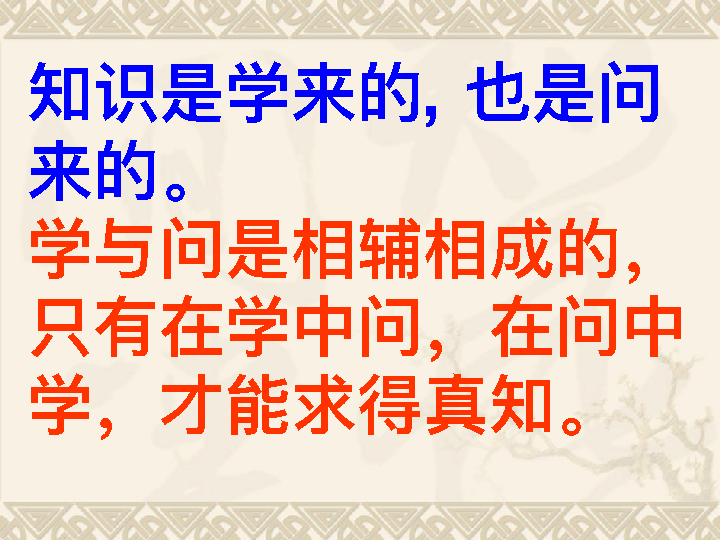 知识是学来的, 也是问
来的。
学与问是相辅相成的，
只有在学中问，在问中
学，才能求得真知。